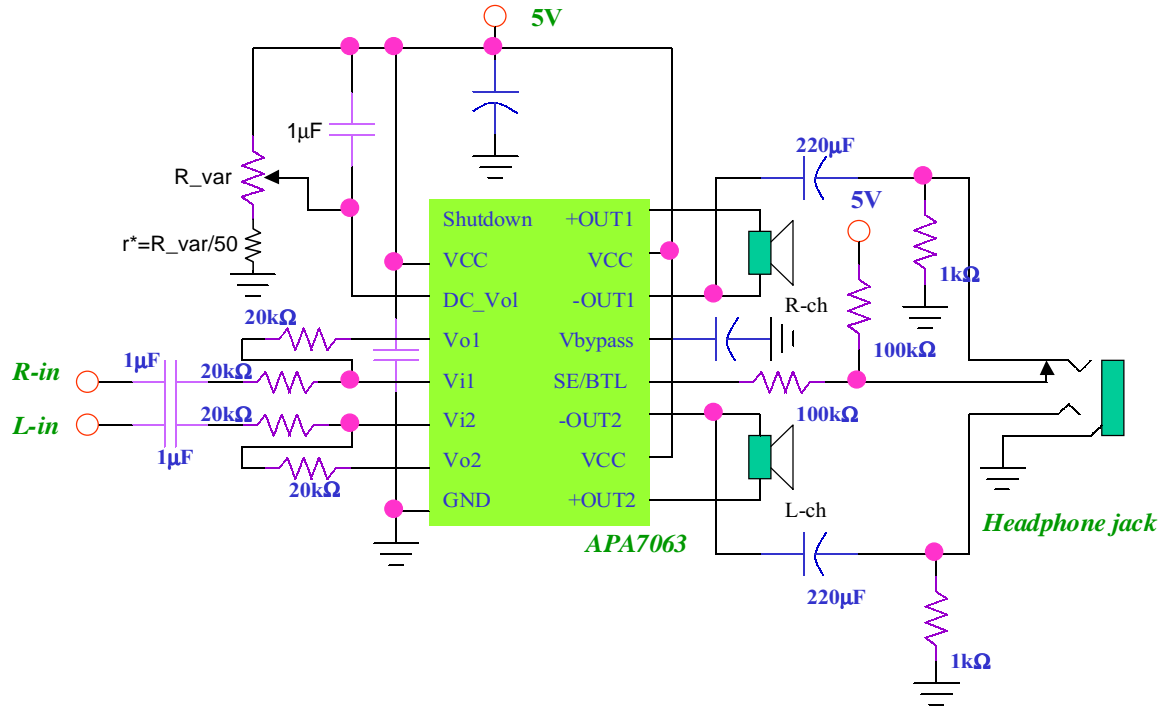 5V
1μF
220μF
R_var
5V
r*=R_var/50
Shutdown
+OUT1
VCC
VCC
1kΩ
DC_Vol
-OUT1
R-ch
20kΩ
Vo1
Vbypass
100kΩ
1μF
R-in
20kΩ
Vi1
SE/BTL
L-in
20kΩ
Vi2
-OUT2
100kΩ
1μF
Vo2
VCC
20kΩ
GND
+OUT2
L-ch
Headphone jack
APA7063
220μF
1kΩ